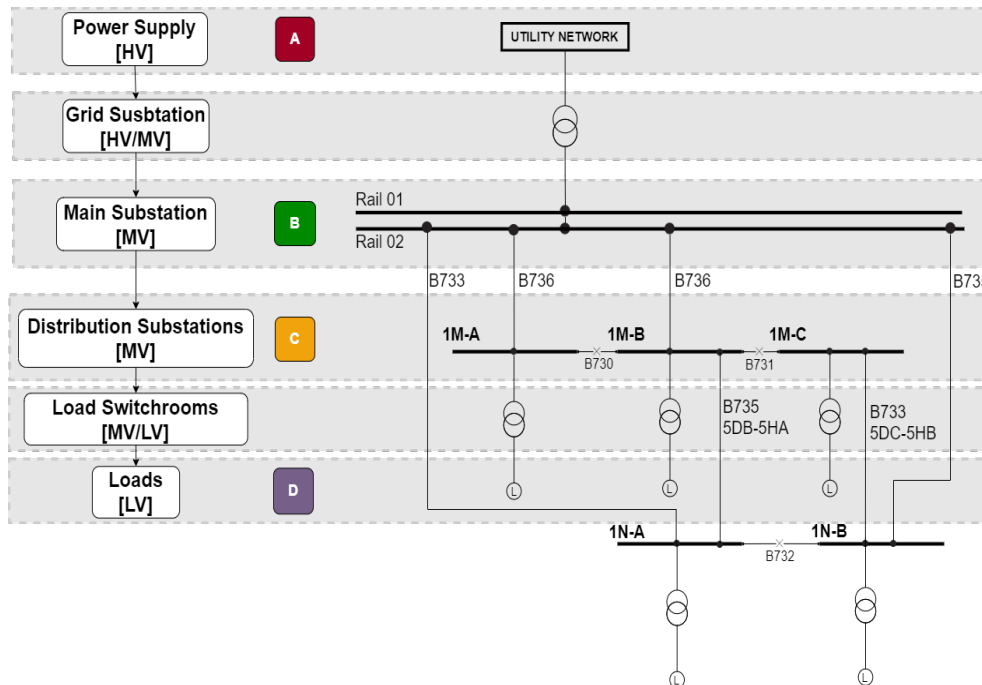 Power Supply
[HV]
A
UTILITY NETWORK
Grid Susbtation
[HV/MV]
Main Substation
[MV]
B
Rail 01
Rail 02
B733
B736
B736
B735
Distribution Substations
[MV]
C
1M-A
1M-B
1M-C
B730
B731
Load Switchrooms
[MV/LV]
B735
5DB-5HA
B733
5DC-5HB
Loads
[LV]
D
L
L
L
1N-A
1N-B
B732
L
L